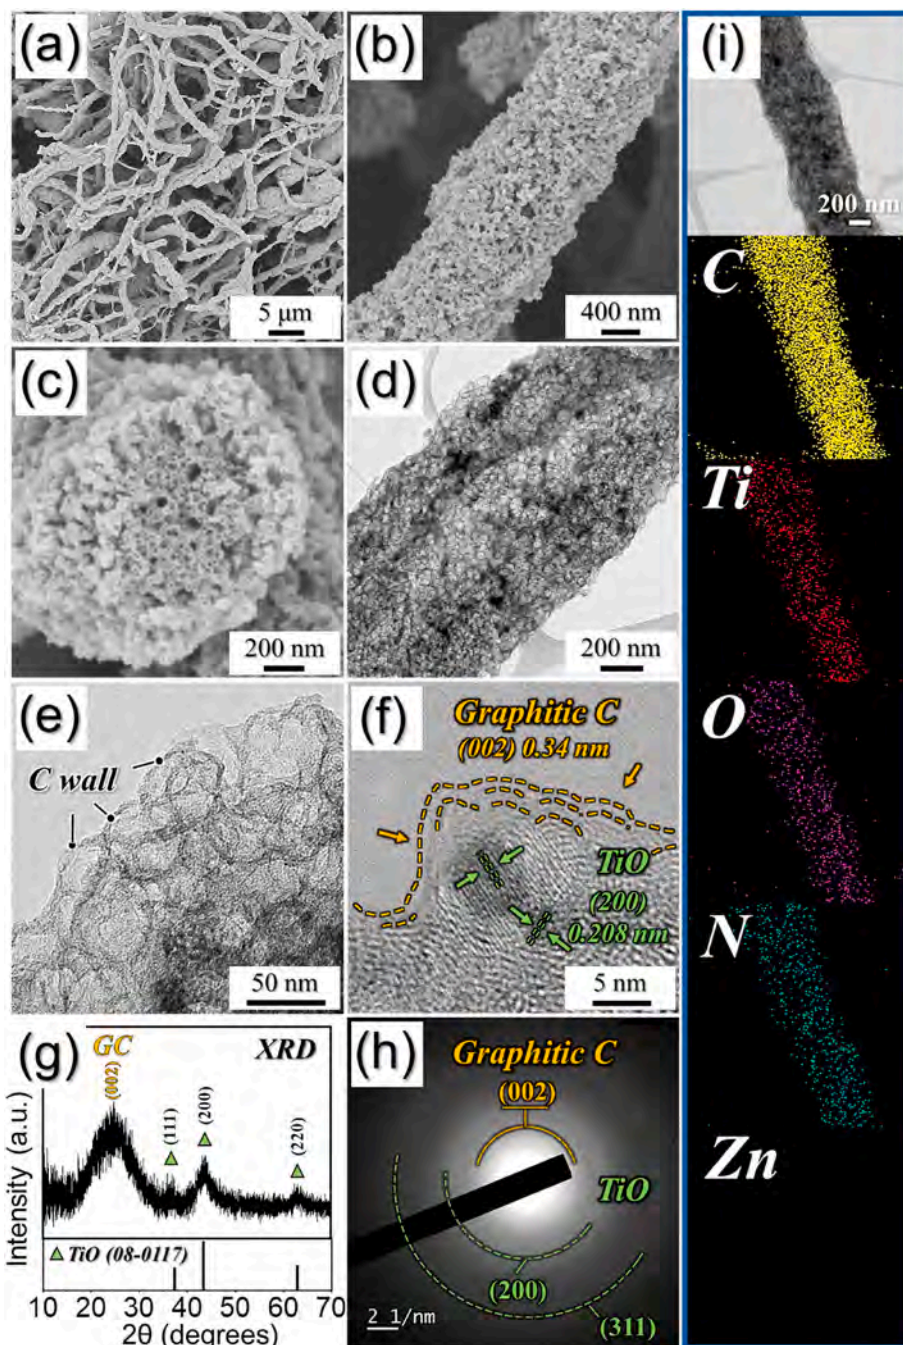 (a)
5 μm
(b)
400 nm
(c)
200 nm
(d)
200 nm
(e)
C wall
50 nm
(f)
Graphitic C
(002) 0.34 nm
TiO
(200)
0.208 nm
5 nm
(g)
GC
(002)
XRD
(111)
(200)
(220)
Intensity (a.u.)
TiO (08-0117)
10 20 30 40 50 60 70
2θ (degrees)
(h)
Graphitic C
(002)
TiO
(200)
(311)
2 1/nm
(i)
200 nm
C
Ti
O
N
Zn